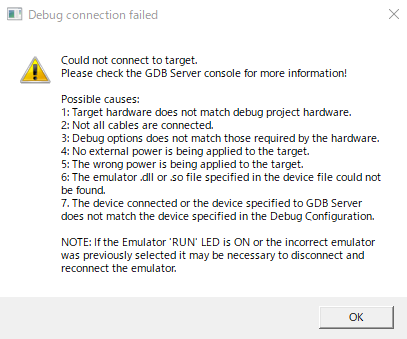 Debug connection failed
Could not connect to target.
Please check the GDB Server console for more information!
Possible causes:
1: Target hardware does not match debug project hardware.
2: Not all cables are connected.
3: Debug options does not match those required by the hardware.
4: No external power is being applied to the target.
5: The wrong power is being applied to the target.
6: The emulator .dll or .so file specified in the device file could not
be found.
7. The device connected or the device specified to GDB Server
does not match the device specified in the Debug Configuration.
NOTE: If the Emulator 'RUN' LED is ON or the incorrect emulator
was previously selected it may be necessary to disconnect and
reconnect the emulator.
OK